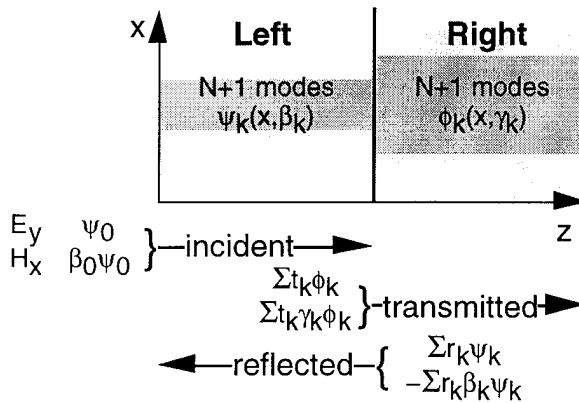 x
Left
Right
N+1 modes
ψk(x,βk)
N+1 modes
ϕk(x,γk)
z
Ey ψ0
Hx β0ψ0
} incident
Σtkϕk
Σtkγkϕk
} transmitted
reflected {
Σrkψk
-Σrkβkψk